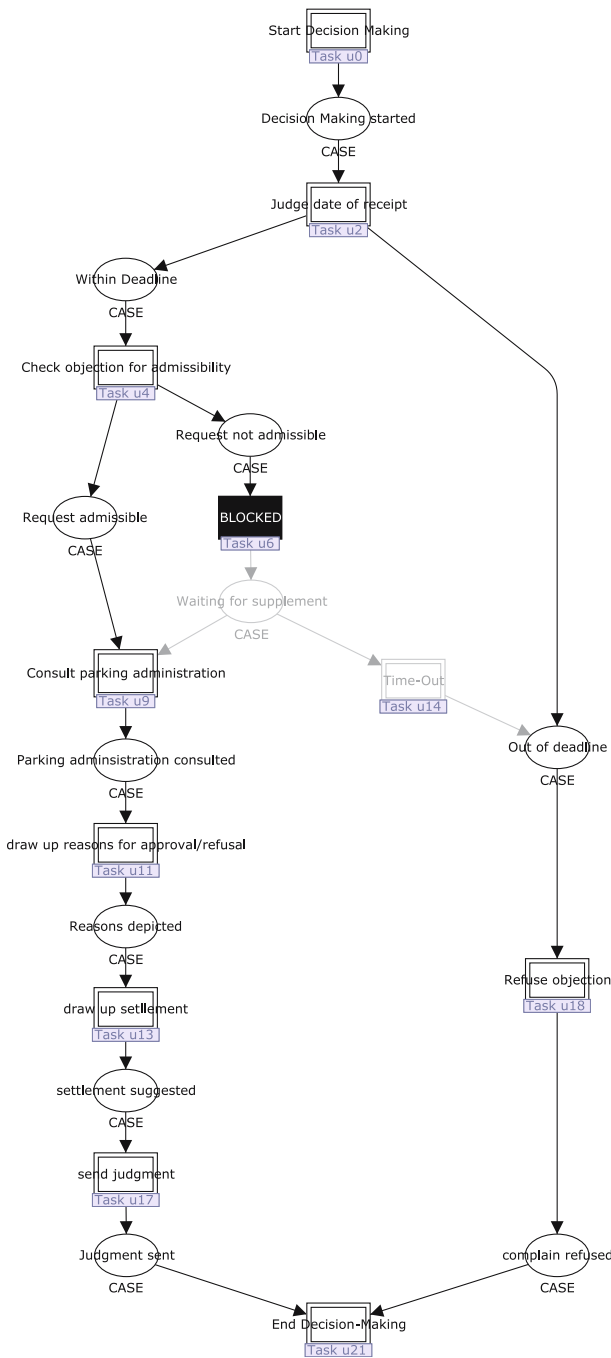 Start Decision Making
Task u0
Decision Making started
CASE
Judge date of receipt
Task u2
Within Deadline
CASE
Check objection for admissibility
Task u4
Request not admissible
CASE
Request admissible
CASE
BLOCKED
Task u6
Waiting for supplement
CASE
Consult parking administration
Task u9
Time-Out
Task u14
Out of deadline
CASE
Parking adminsistration consulted
CASE
draw up reasons for approval/refusal
Task u11
Reasons depicted
CASE
Refuse objection
Task u18
draw up setllement
Task u13
settlement suggested
CASE
send judgment
Task u17
Judgment sent
CASE
complain refused
CASE
End Decision-Making
Task u21